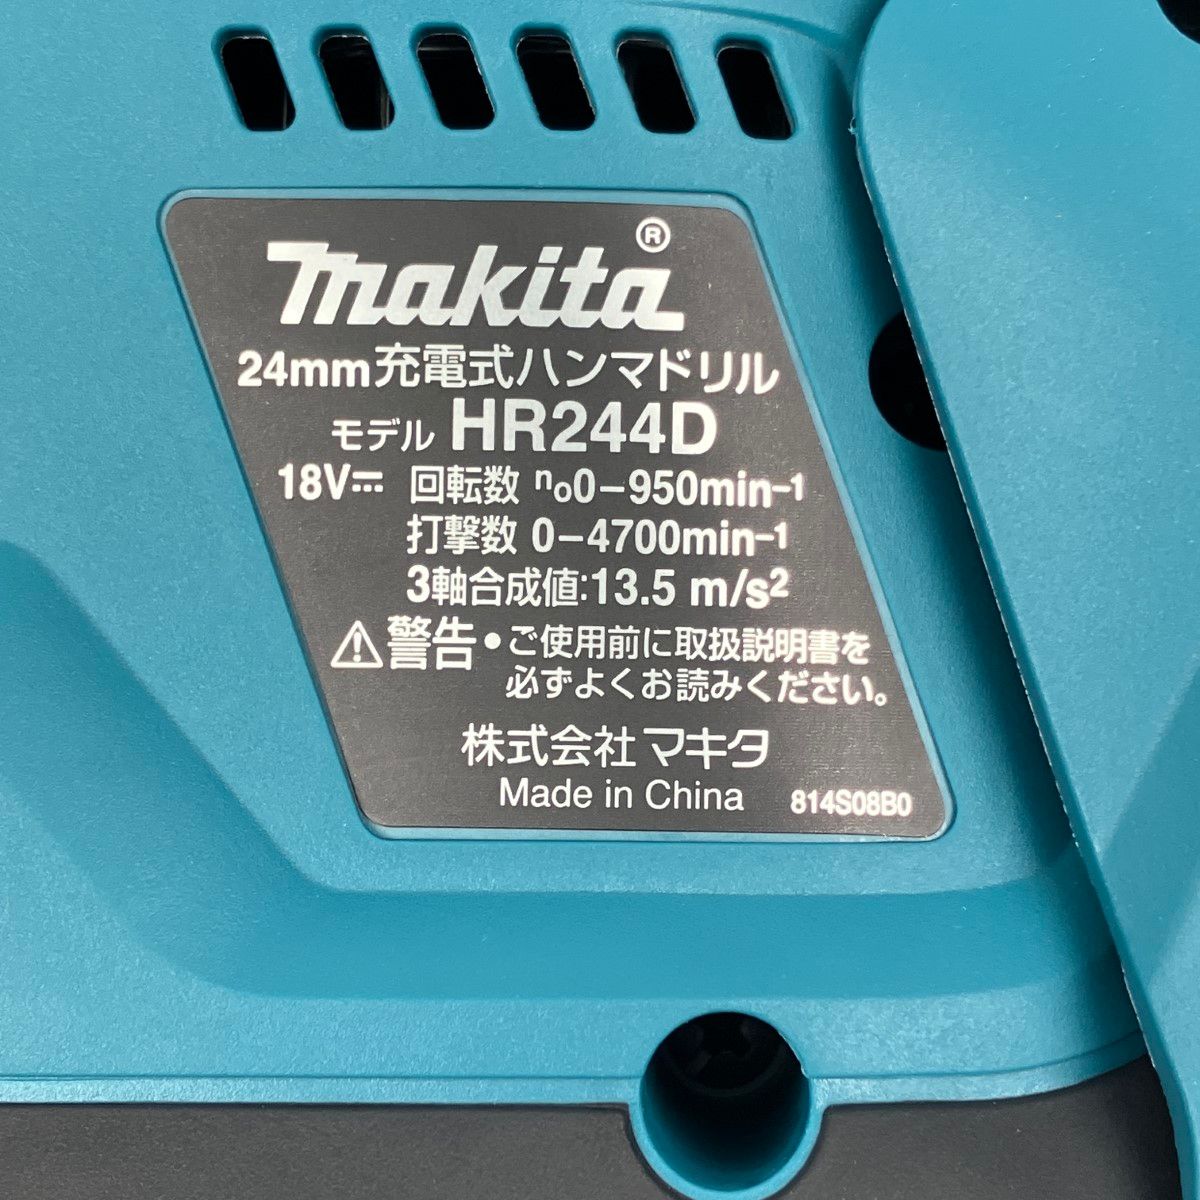 makita®
24mm充電式ハンマドリル
モデル HR244D
18V⎓ 回転数 n₀0-950min-1
打撃数 0-4700min-1
3軸合成値:13.5 m/s2
⚠警告・ご使用前に取扱説明書を
必ずよくお読みください。
株式会社マキタ
Made in China 814S08B0